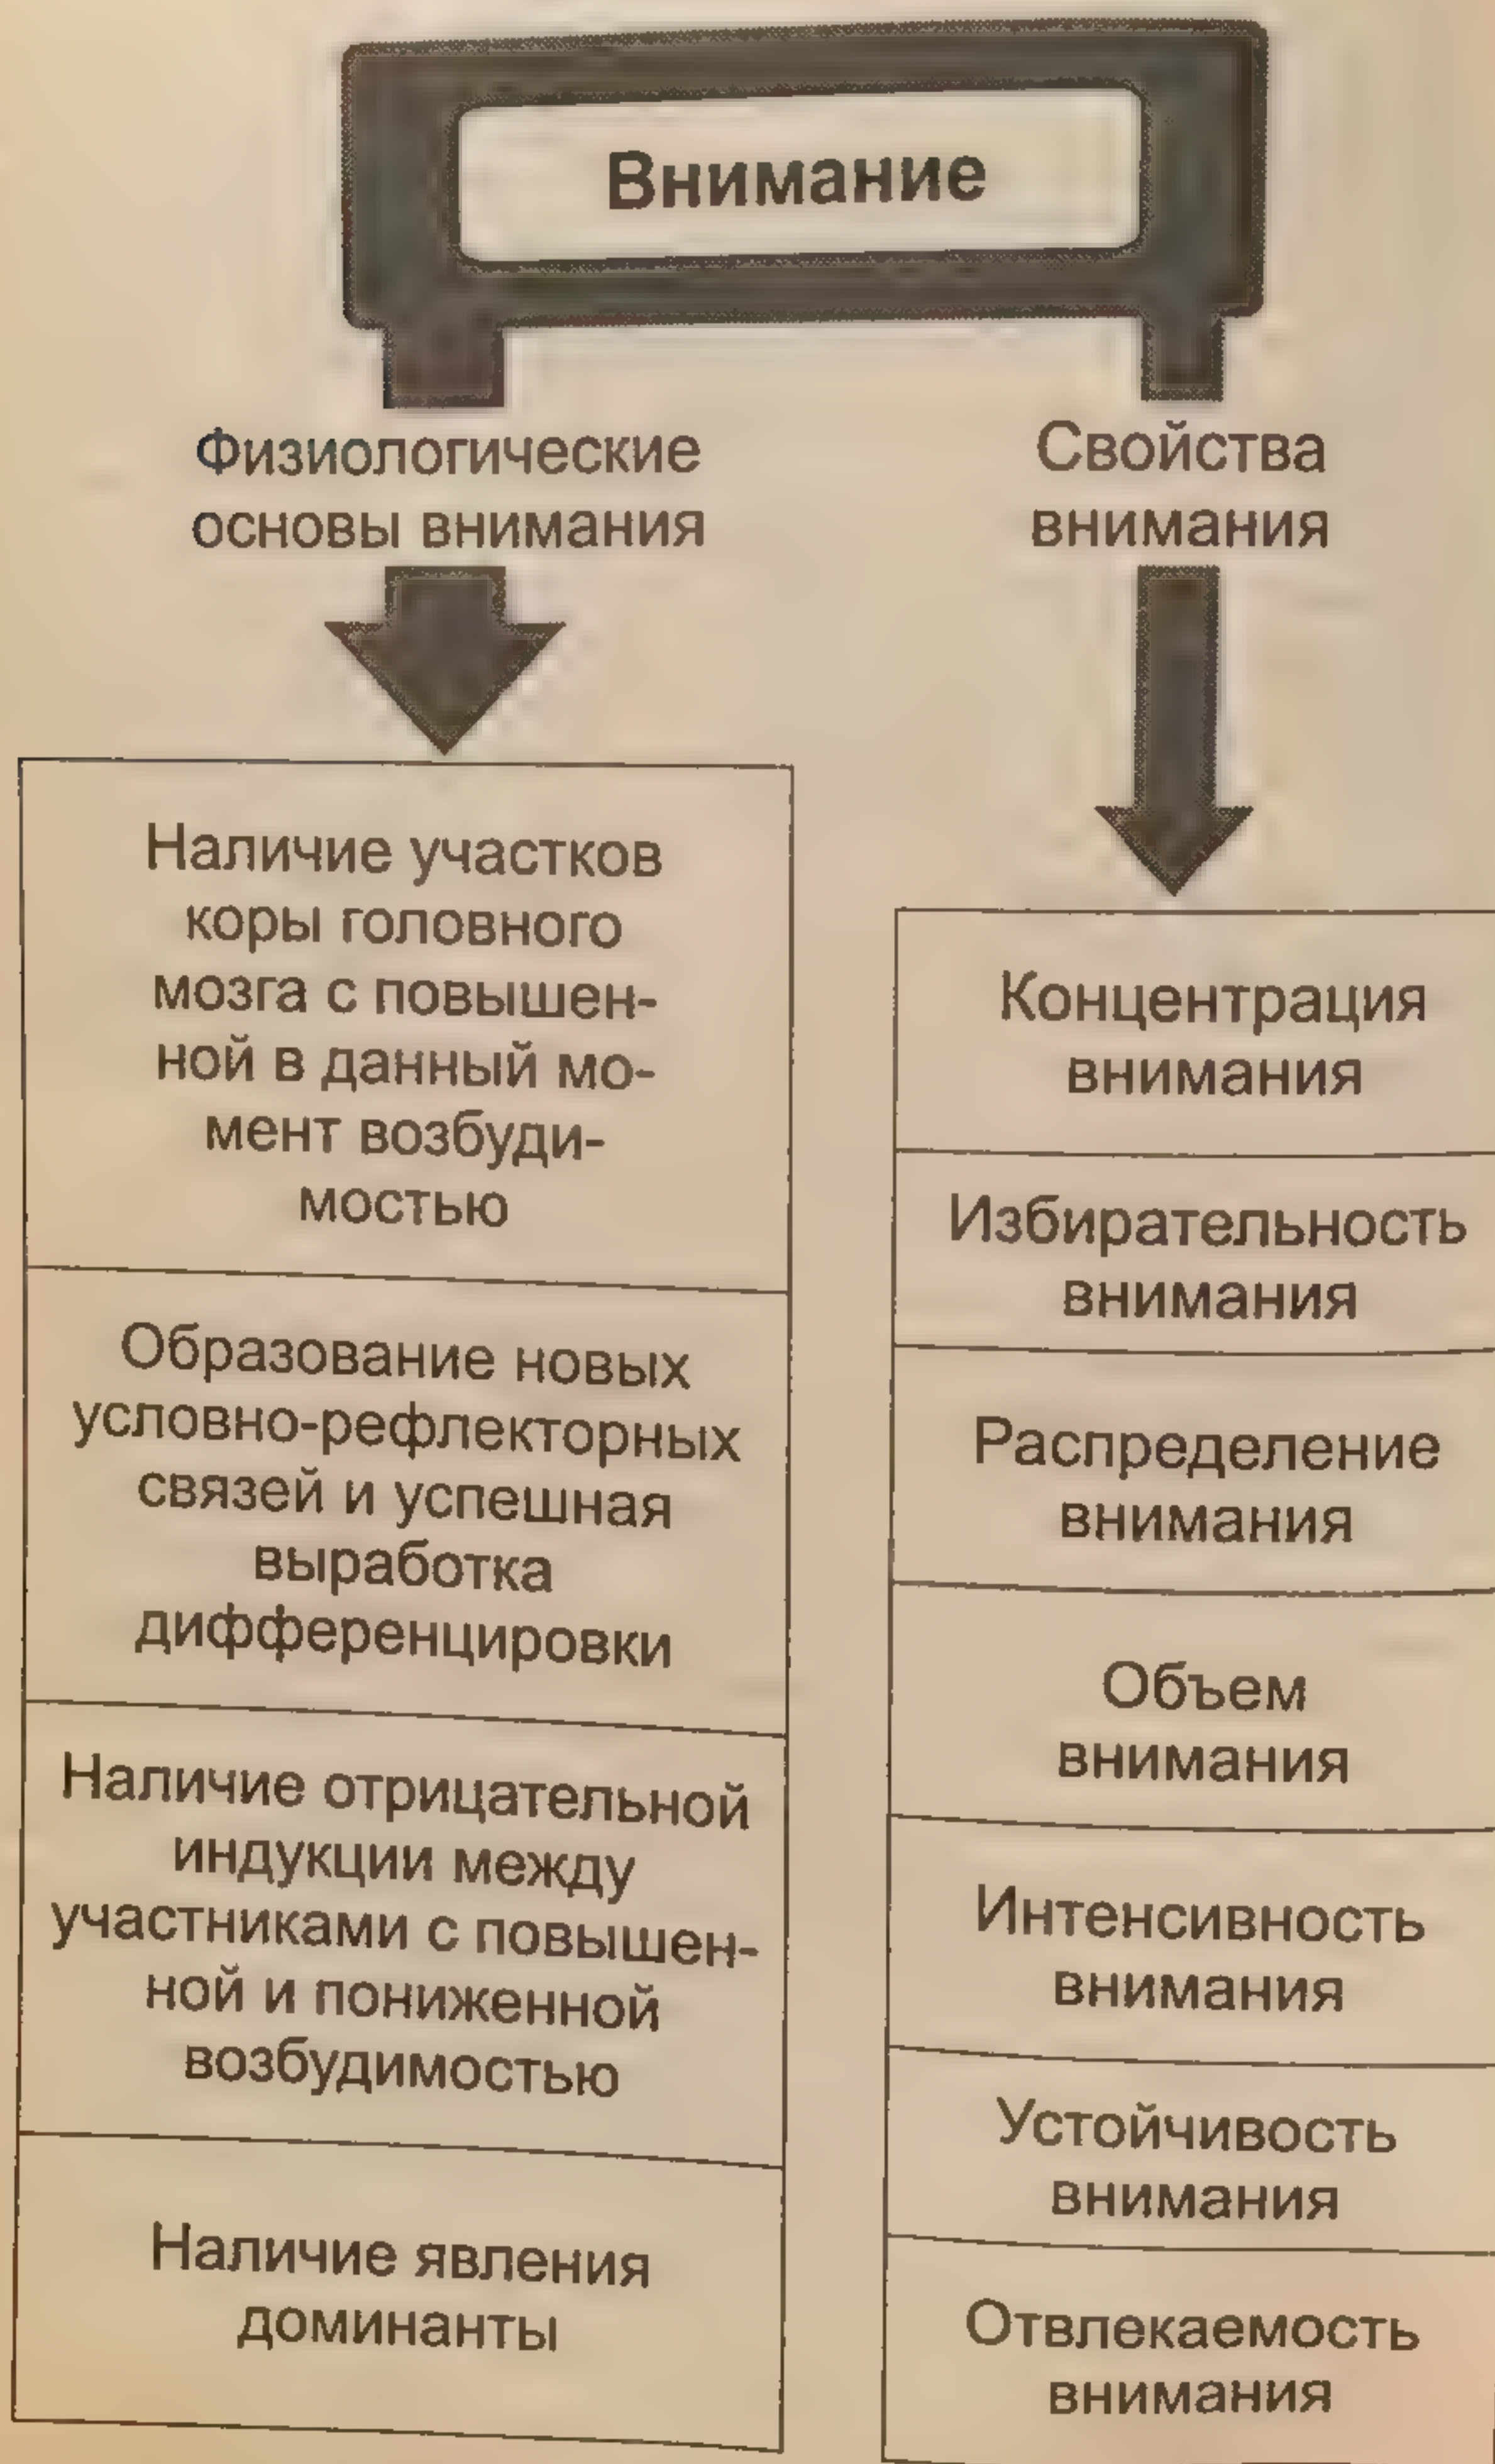 Внимание
Физиологические
основы внимания
Наличие участков
коры головного
мозга с повышен-
ной в данный мо-
мент возбуди-
мостью
Образование новых
условно-рефлекторных
связей и успешная
выработка
дифференцировки
Наличие отрицательной
индукции между
участниками с повышен-
ной и пониженной
возбудимостью
Наличие явления
доминанты
Свойства
внимания
Концентрация
внимания
Избирательность
внимания
Распределение
внимания
Объем
внимания
Интенсивность
внимания
Устойчивость
внимания
Отвлекаемость
внимания